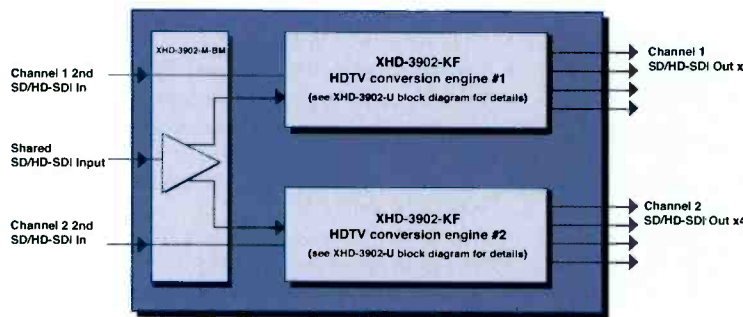 XHD-3902-M-BM
XHD-3902-KF
HDTV conversion engine #1
(see XHD-3902-U block diagram for details)
Channel 1 2nd
SD/HD-SDI In
Channel 1
SD/HD-SDI Out x
Shared
SD/HD-SDI Input
XHD-3902-KF
HDTV conversion engine #2
(see XHD-3902-U block diagram for details)
Channel 2 2nd
SD/HD-SDI In
Channel 2
SD/HD-SDI Out x4